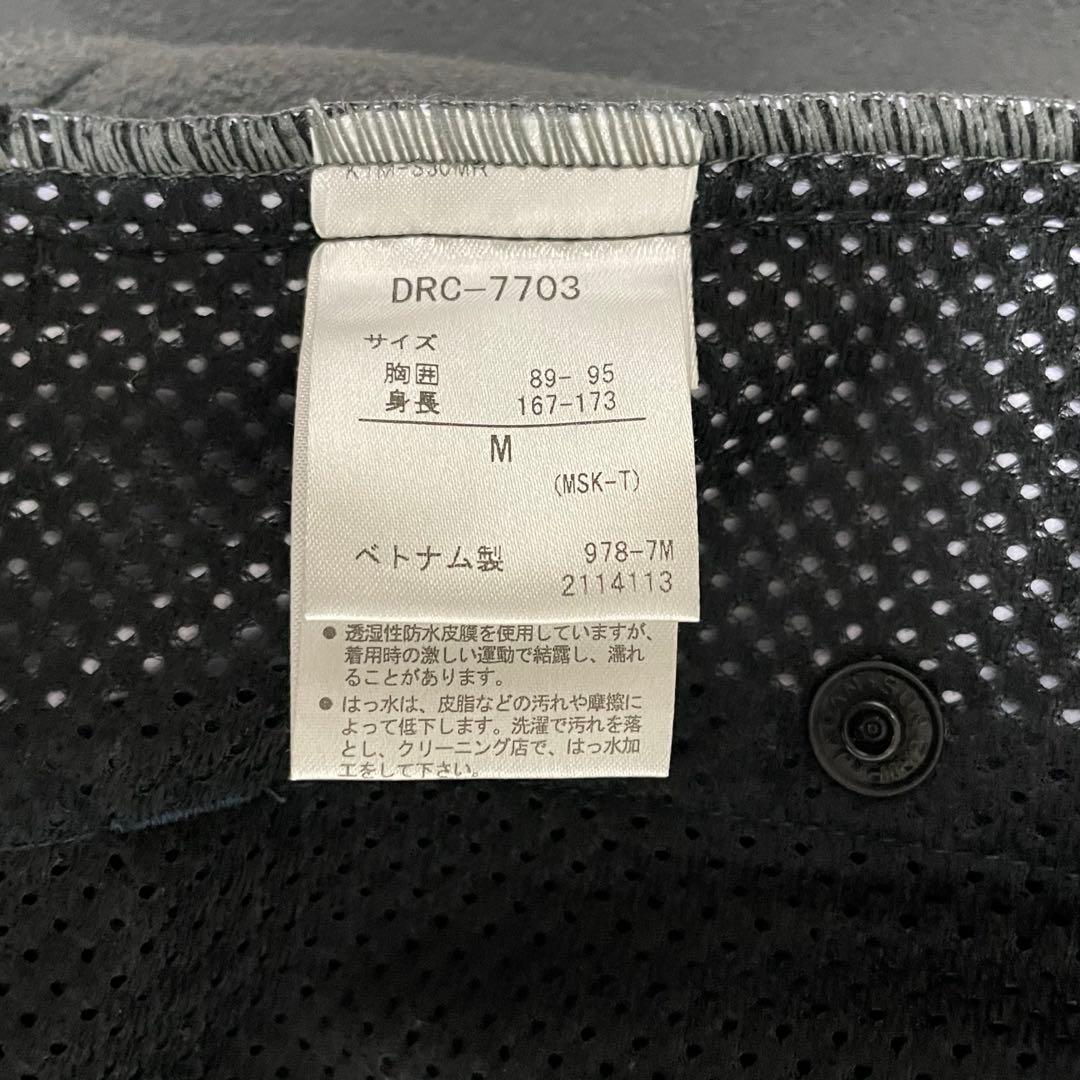 DRC-7703
サイズ
胸囲 89- 95
身長 167-173
M
(MSK-T)
ベトナム製 978-7M
2114113
● 透湿性防水皮膜を使用していますが、
着用時の激しい運動で結露し、濡れ
ることがあります。
● はっ水は、皮脂などの汚れや摩擦に
よって低下します。洗濯で汚れを落
とし、クリーニング店で、はっ水加
工をして下さい。